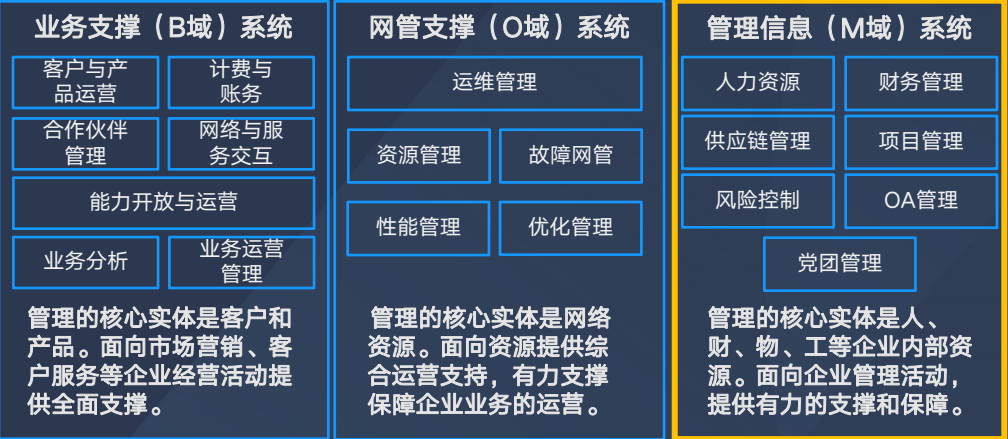 业务支撑（B域）系统
客户与产
品运营
计费与
账务
合作伙伴
管理
网络与服
务交互
能力开放与运营
业务分析
业务运营
管理
管理的核心实体是客户和
产品。面向市场营销、客
户服务等企业经营活动提
供全面支撑。
网管支撑（O域）系统
运维管理
资源管理
故障网管
性能管理
优化管理
管理的核心实体是网络
资源。面向资源提供综
合运营支持，有力支撑
保障企业业务的运营。
管理信息（M域）系统
人力资源
财务管理
供应链管理
项目管理
风险控制
OA管理
党团管理
管理的核心实体是人、
财、物、工等企业内部资
源。面向企业管理活动，
提供有力的支撑和保障。